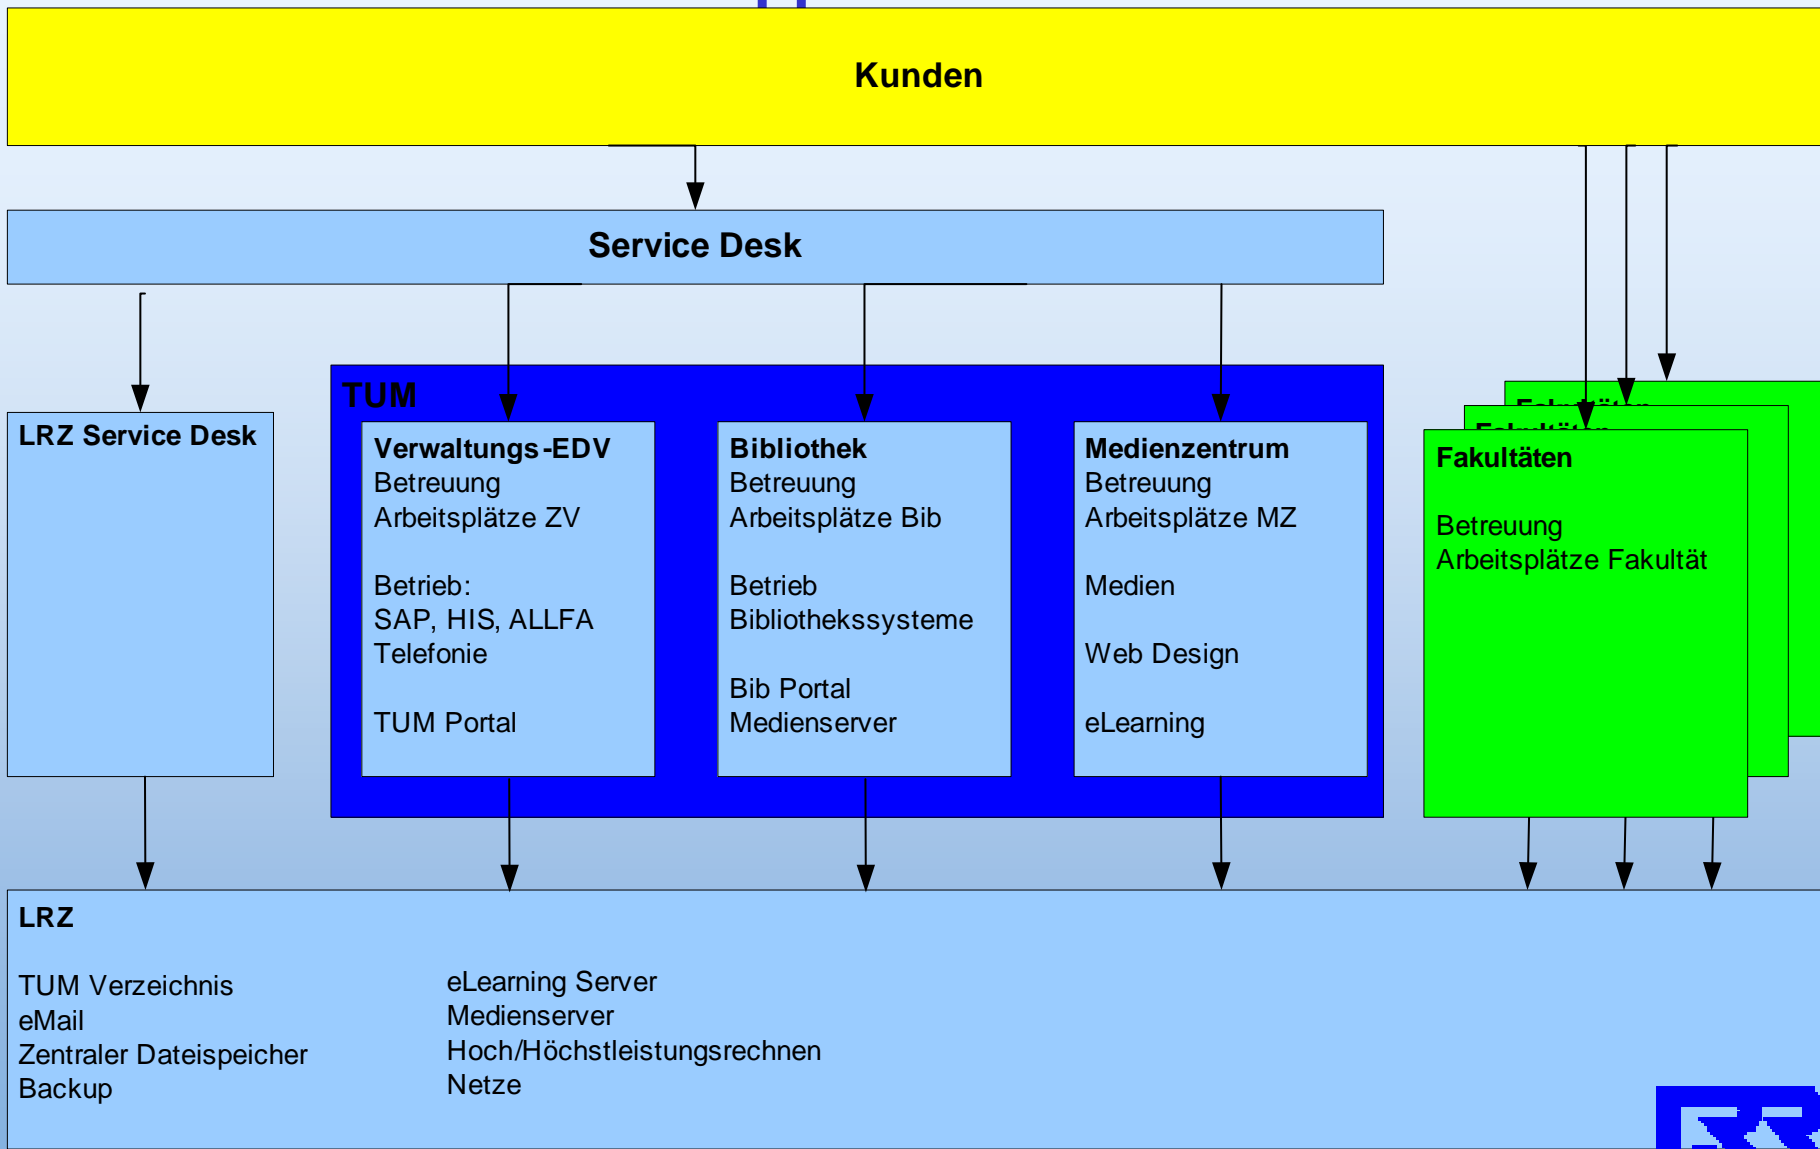 Kunden
Service Desk
TUM
LRZ Service Desk
Verwaltungs-EDV
Betreuung
Arbeitsplätze ZV
Betrieb:
SAP, HIS, ALLFA
Telefonie
TUM Portal
Bibliothek
Betreuung
Arbeitsplätze Bib
Betrieb
Bibliothekssysteme
Bib Portal
Medienserver
Medienzentrum
Betreuung
Arbeitsplätze MZ
Medien
Web Design
eLearning
Fakultäten
Fakultäten
Fakultäten
Betreuung
Arbeitsplätze Fakultät
LRZ
TUM Verzeichnis
eMail
Zentraler Dateispeicher
Backup
eLearning Server
Medienserver
Hoch/Höchstleistungsrechnen
Netze